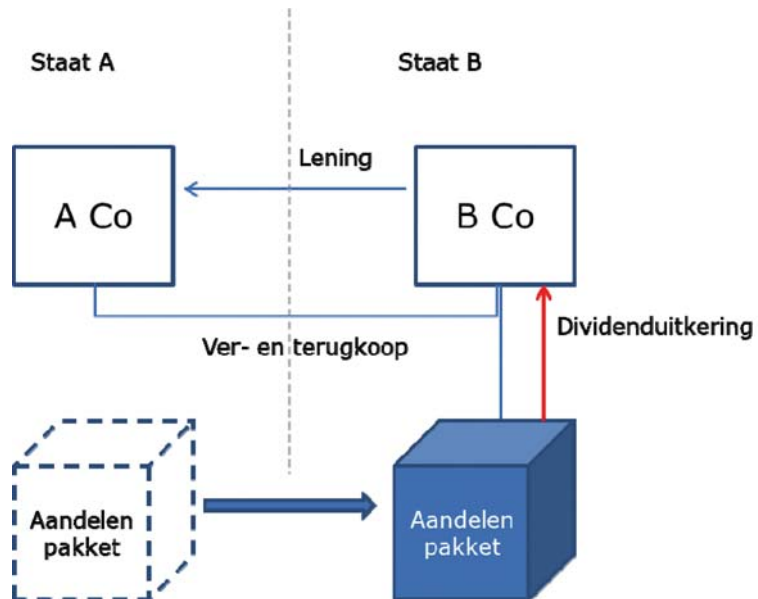 Staat A
Staat B
Lening
A Co
B Co
Dividenduitkering
Ver- en terugkoop
Aandelen
pakket
Aandelen
pakket